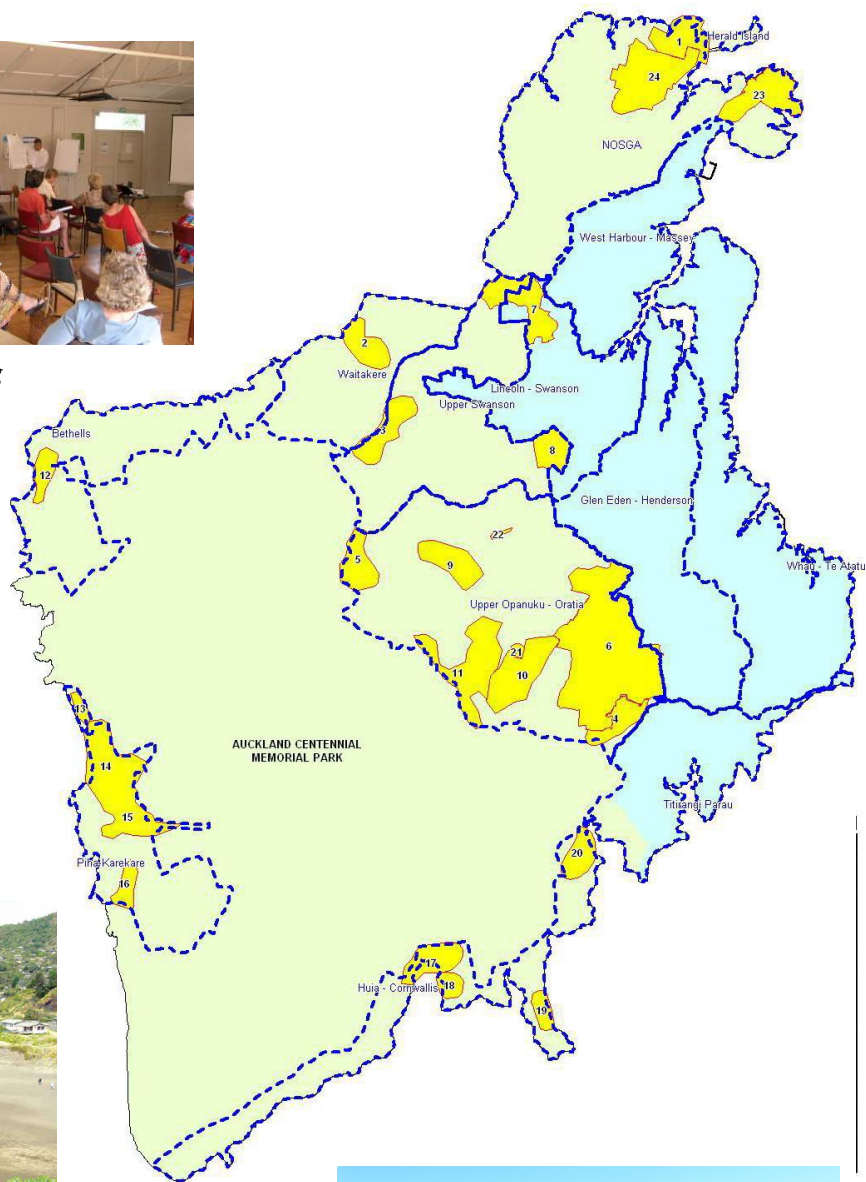 Herald Island
1
24
23
NOSGA
West Harbour - Massey
7
2
Waitakere
Lincoln - Swanson
Upper Swanson
3
Bethells
8
12
Glen Eden - Henderson
22
5
9
Whau - Te Atatu
Upper Opanuku - Oratia
6
21
11
10
13
4
AUCKLAND CENTENNIAL
MEMORIAL PARK
14
Titirangi Parau
15
20
Piha-Karekare
16
17
Huia - Cornwallis
18
19